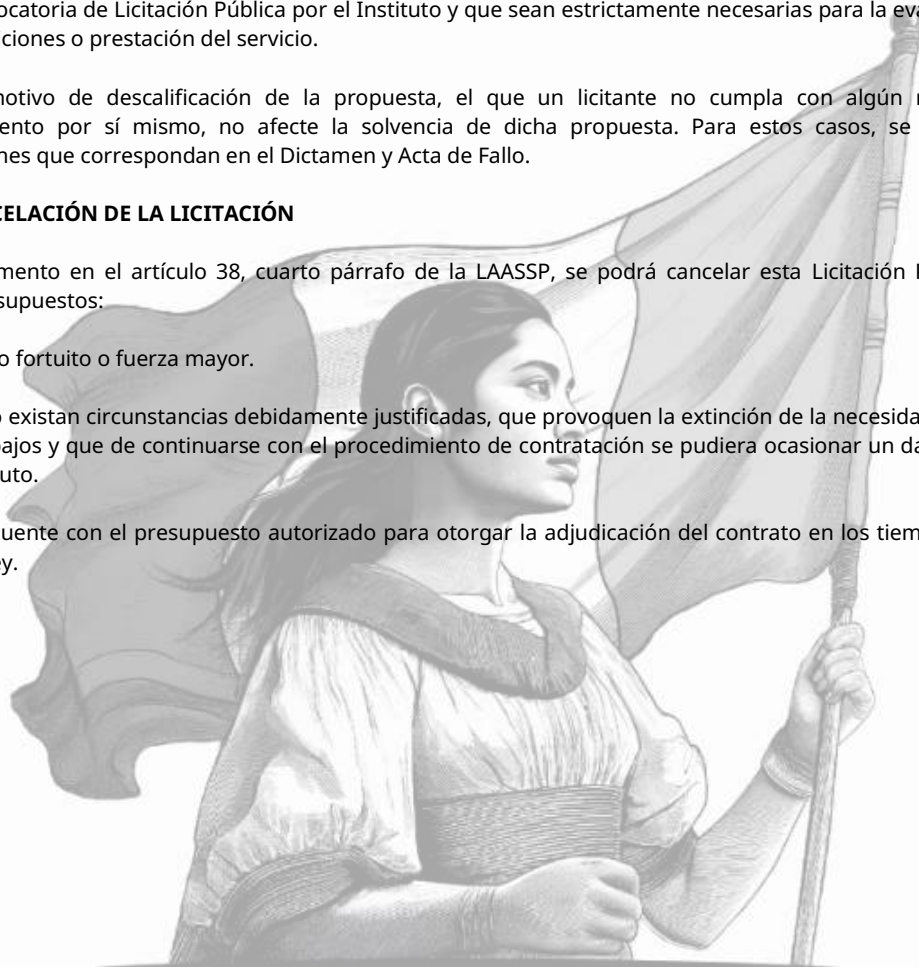 ocatoria de Licitación Pública por el Instituto y que sean estrictamente necesarias para la eva
ciones o prestación del servicio.
notivo de descalificación de la propuesta, el que un licitante no cumpla con algún
ento por sí mismo, no afecte la solvencia de dicha propuesta. Para estos casos, se
nes que correspondan en el Dictamen y Acta de Fallo.
CELACIÓN DE LA LICITACIÓN
mento en el artículo 38, cuarto párrafo de la LAASSP, se podrá cancelar esta Licitación
supuestos:
o fortuito o fuerza mayor.
o existan circunstancias debidamente justificadas, que provoquen la extinción de la necesida
bajos y que de continuarse con el procedimiento de contratación se pudiera ocasionar un da
uto.
uente con el presupuesto autorizado para otorgar la adjudicación del contrato en los tiem
ey.